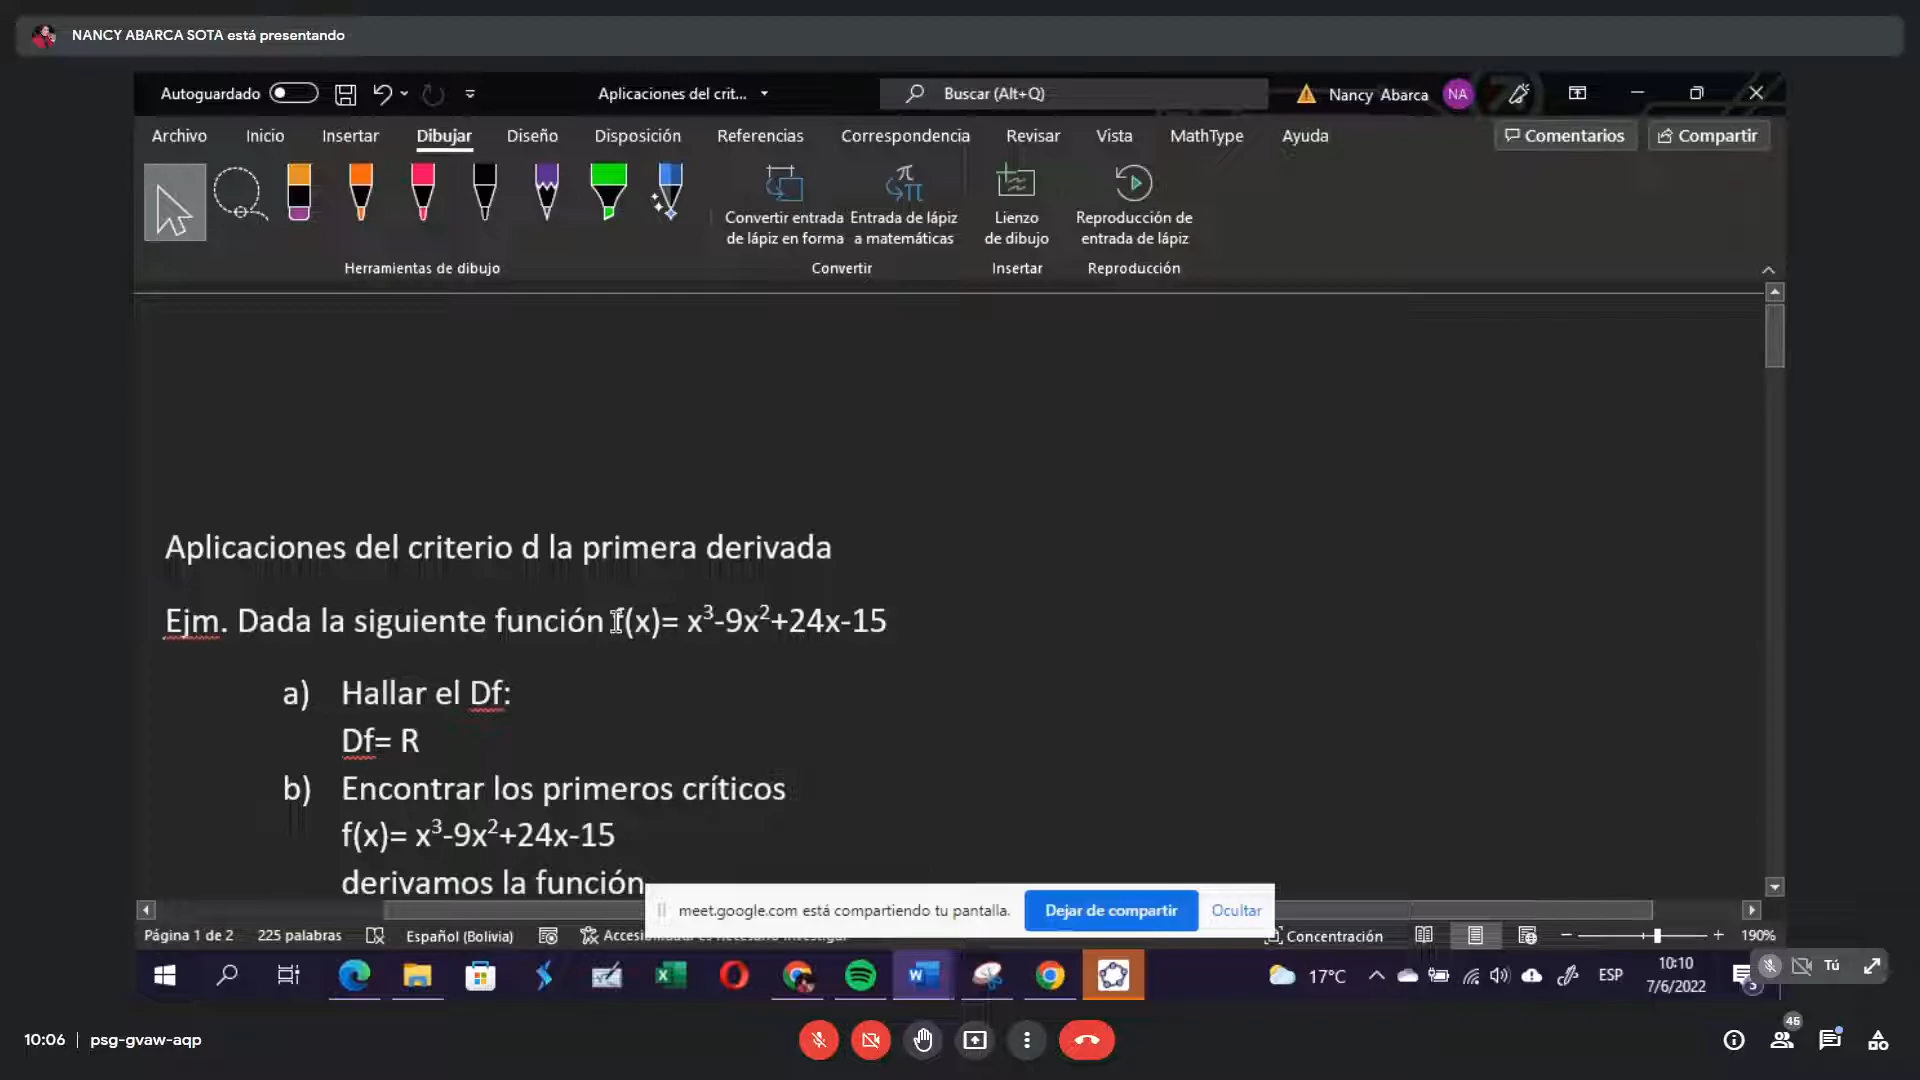 NANCY ABARCA SOTA está presentando
Autoguardado
Aplicaciones del crit...
Buscar (Alt+Q)
Nancy Abarca
NA
Archivo Inicio Insertar Dibujar Diseño Disposición Referencias Correspondencia Revisar Vista MathType Ayuda
Comentarios
Compartir
Convertir entrada
de lápiz en forma
Entrada de lápiz
a matemáticas
Lienzo
de dibujo
Reproducción de
entrada de lápiz
Herramientas de dibujo
Convertir
Insertar
Reproducción
Aplicaciones del criterio d la primera derivada
Ejm. Dada la siguiente función f(x)= x³-9x²+24x-15
a) Hallar el Df:
Df= R
b) Encontrar los primeros críticos
f(x)= x³-9x²+24x-15
derivamos la función
meet.google.com está compartiendo tu pantalla.
Dejar de compartir
Ocultar
Página 1 de 2
225 palabras
Español (Bolivia)
Concentración
190%
17°C
ESP
10:10
7/6/2022
Tú
10:06 | psg-gvaw-aqp
45